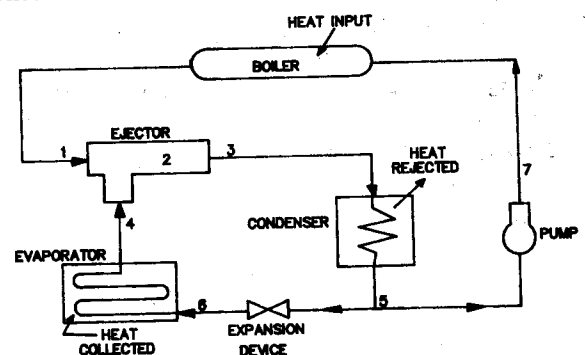 HEAT INPUT
BOILER
EJECTOR
1
2
3
HEAT
REJECTED
7
4
CONDENSER
PUMP
EVAPORATOR
6
5
EXPANSION
DEVICE
HEAT
COLLECTED